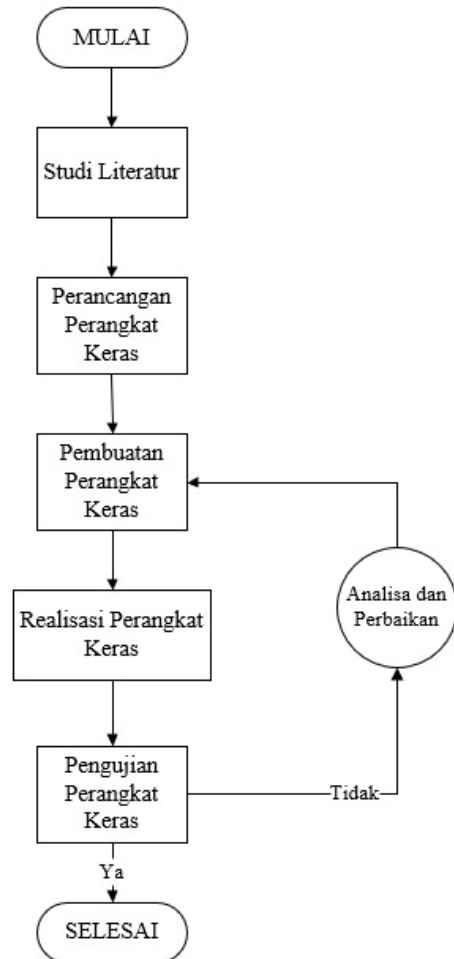 MULAI
Studi Literatur
Perancangan
Perangkat
Keras
Pembuatan
Perangkat
Keras
Analisa dan
Perbaikan
Realisasi Perangkat
Keras
Pengujian
Perangkat
Keras
Tidak
Ya
SELESAI